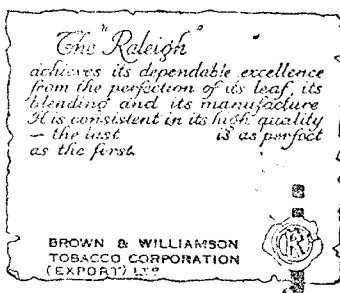 The "Raleigh"
achieves its dependable excellence
from the perfection of its leaf, its
blending and its manufacture
It is consistent in its high quality
– the last is as perfect
as the first.
BROWN & WILLIAMSON
TOBACCO CORPORATION
(EXPORT) LTD